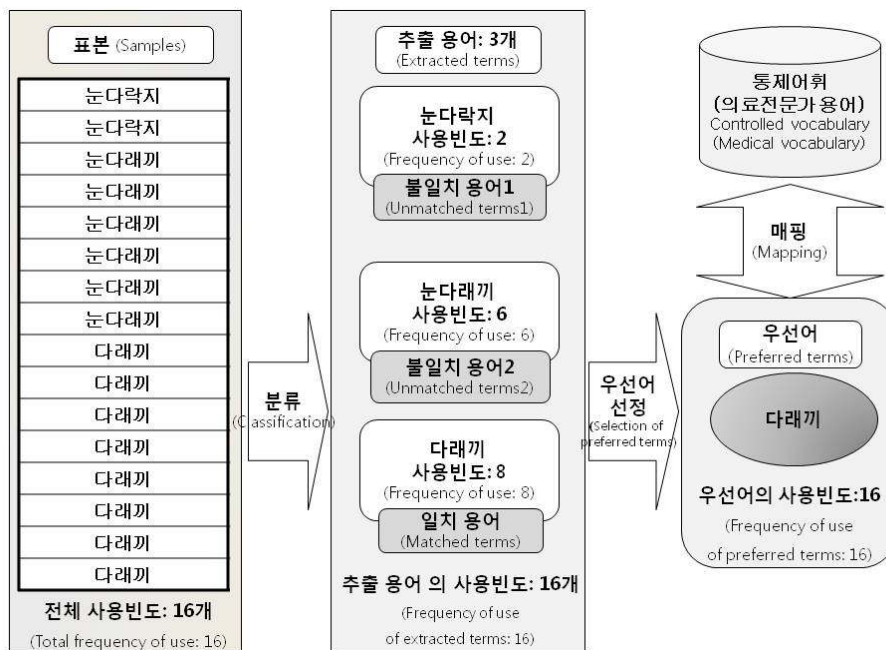 표본 (Samples)
눈다락지
눈다락지
눈다래끼
눈다래끼
눈다래끼
눈다래끼
눈다래끼
눈다래끼
다래끼
다래끼
다래끼
다래끼
다래끼
다래끼
다래끼
다래끼
전체 사용빈도: 16개
(Total frequency of use: 16)
분류
(Classification)
추출 용어: 3개
(Extracted terms)
눈다락지
사용빈도: 2
(Frequency of use: 2)
불일치 용어1
(Unmatched terms1)
눈다래끼
사용빈도: 6
(Frequency of use: 6)
불일치 용어2
(Unmatched terms2)
다래끼
사용빈도: 8
(Frequency of use: 8)
일치 용어
(Matched terms)
추출 용어 의 사용빈도: 16개
(Frequency of use
of extracted terms: 16)
우선어
선정
(Selection of
preferred terms)
통제어휘
(의료전문가 용어)
Controlled vocabulary
(Medical vocabulary)
매핑
(Mapping)
우선어
(Preferred terms)
다래끼
우선어의 사용빈도:16
(Frequency of use
of preferred terms: 16)